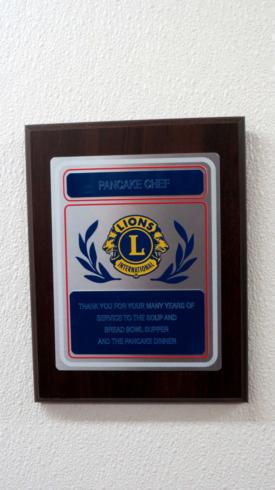 PANCAKE CHEF
LIONS
L
INTERNATIONAL
THANK YOU FOR YOUR MANY YEARS OF
SERVICE TO THE SOUP AND
BREAD BOWL SUPPER
AND THE PANCAKE DINNER